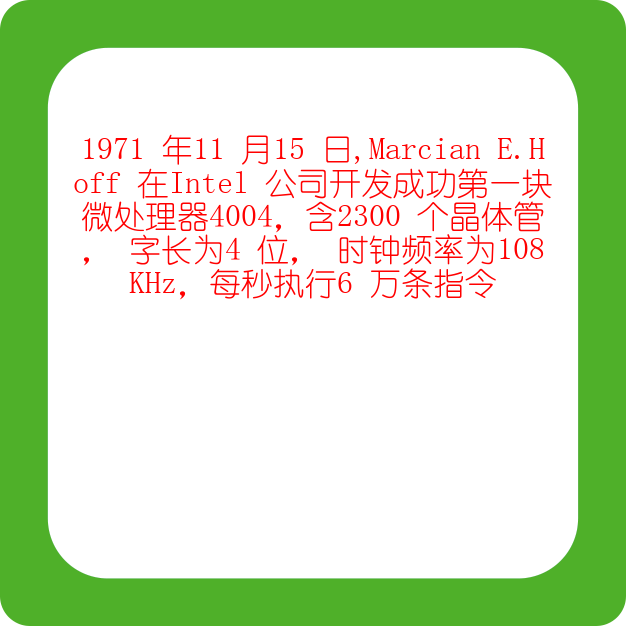 1971 年11 月15 日,Marcian E.H
off 在Intel 公司开发成功第一块
微处理器4004，含2300 个晶体管
， 字长为4 位， 时钟频率为108
KHz，每秒执行6 万条指令